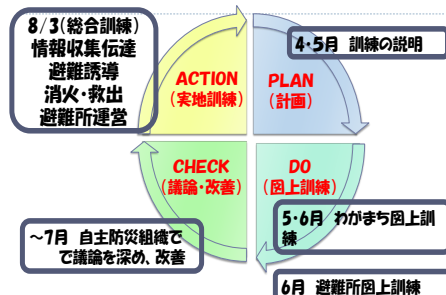 8/3(総合訓練)
情報収集伝達
避難誘導
消火・救出
避難所運営
ACTION
(実地訓練)
PLAN
(計画)
4・5月 訓練の説明
CHECK
(議論・改善)
DO
(図上訓練)
～7月 自主防災組織で
で議論を深め、改善
5・6月 わがまち図上訓
練
6月 避難所図上訓練